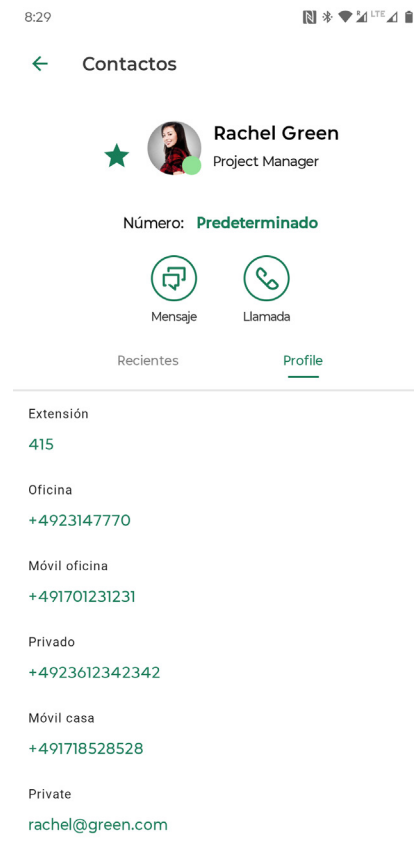 8:29
LTE
Contactos
Rachel Green
Project Manager
Número: Predeterminado
Mensaje Llamada
Recientes Profile
Extensión
415
Oficina
+4923147770
Móvil oficina
+491701231231
Privado
+4923612342342
Móvil casa
+491718528528
Private
rachel@green.com